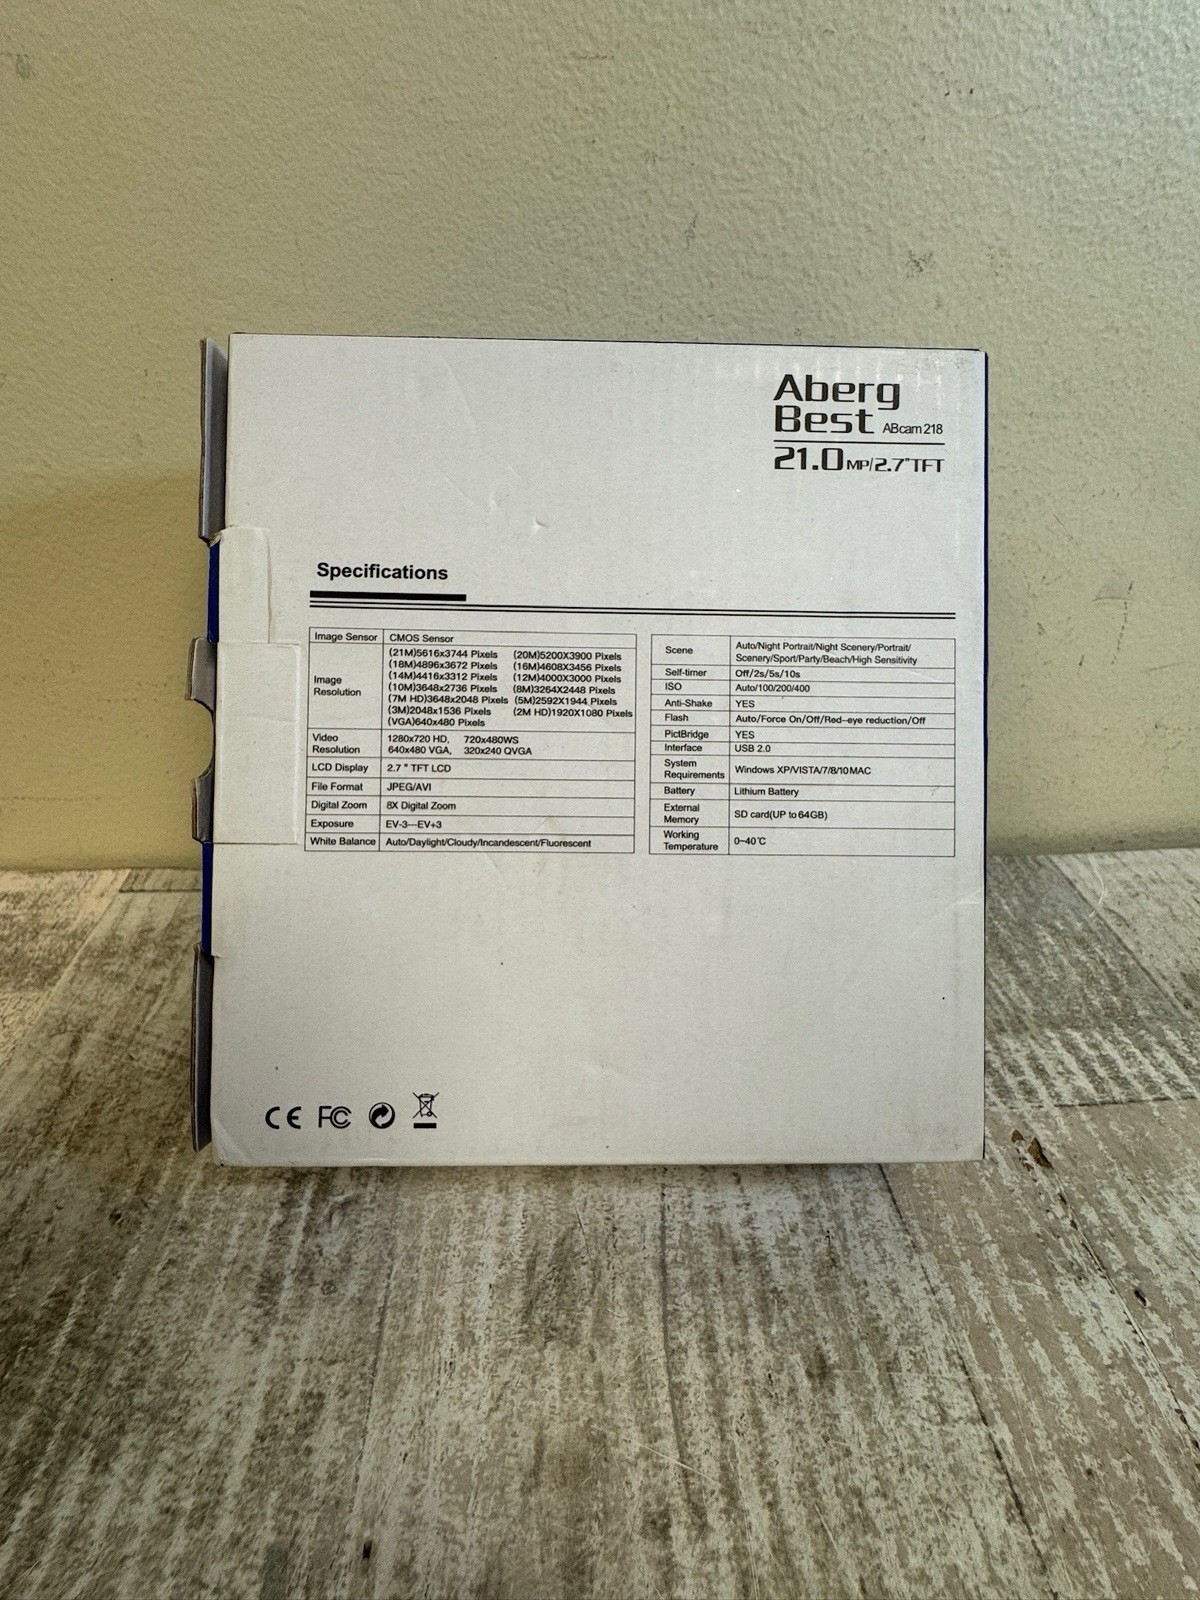 Aberg
Best ABcam 218
21.0 MP/2.7"TFT
Specifications
Image Sensor CMOS Sensor
Image Resolution
(21M)5616x3744 Pixels (20M)5200X3900 Pixels
(18M)4896x3672 Pixels (16M)4608X3456 Pixels
(14M)4416x3312 Pixels (12M)4000X3000 Pixels
(10M)3648x2736 Pixels (8M)3264X2448 Pixels
(7M HD)3648x2048 Pixels (5M)2592X1944 Pixels
(3M)2048x1536 Pixels (2M HD)1920X1080 Pixels
(VGA)640x480 Pixels
Video Resolution
1280x720 HD, 720x480WS
640x480 VGA, 320x240 QVGA
LCD Display 2.7 " TFT LCD
File Format JPEG/AVI
Digital Zoom 8X Digital Zoom
Exposure EV-3---EV+3
White Balance Auto/Daylight/Cloudy/Incandescent/Fluorescent
Scene
Auto/Night Portrait/Night Scenery/Portrait/
Scenery/Sport/Party/Beach/High Sensitivity
Self-timer Off/2s/5s/10s
ISO Auto/100/200/400
Anti-Shake YES
Flash Auto/Force On/Off/Red-eye reduction/Off
PictBridge YES
Interface USB 2.0
System Requirements Windows XP/VISTA/7/8/10 MAC
Battery Lithium Battery
External Memory SD card(UP to 64GB)
Working Temperature 0~40℃
CE FC